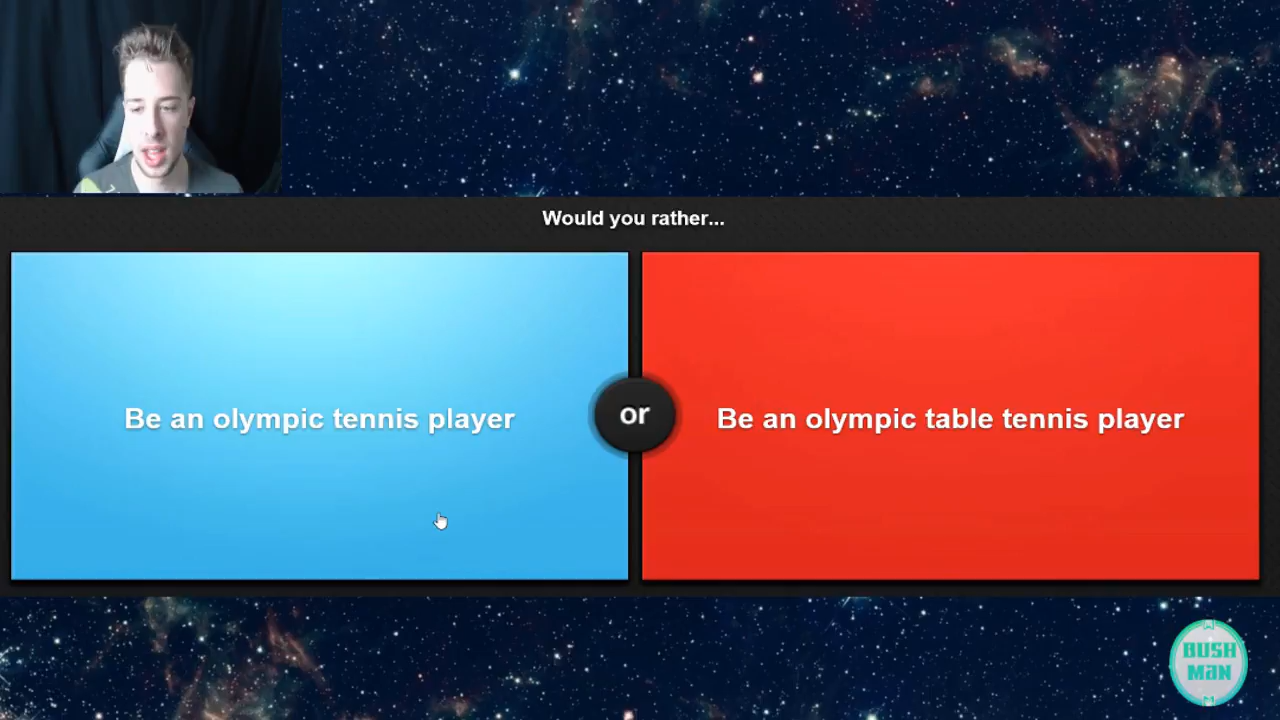 Would you rather...
Be an olympic tennis player
or
Be an olympic table tennis player
BUSH
MaN